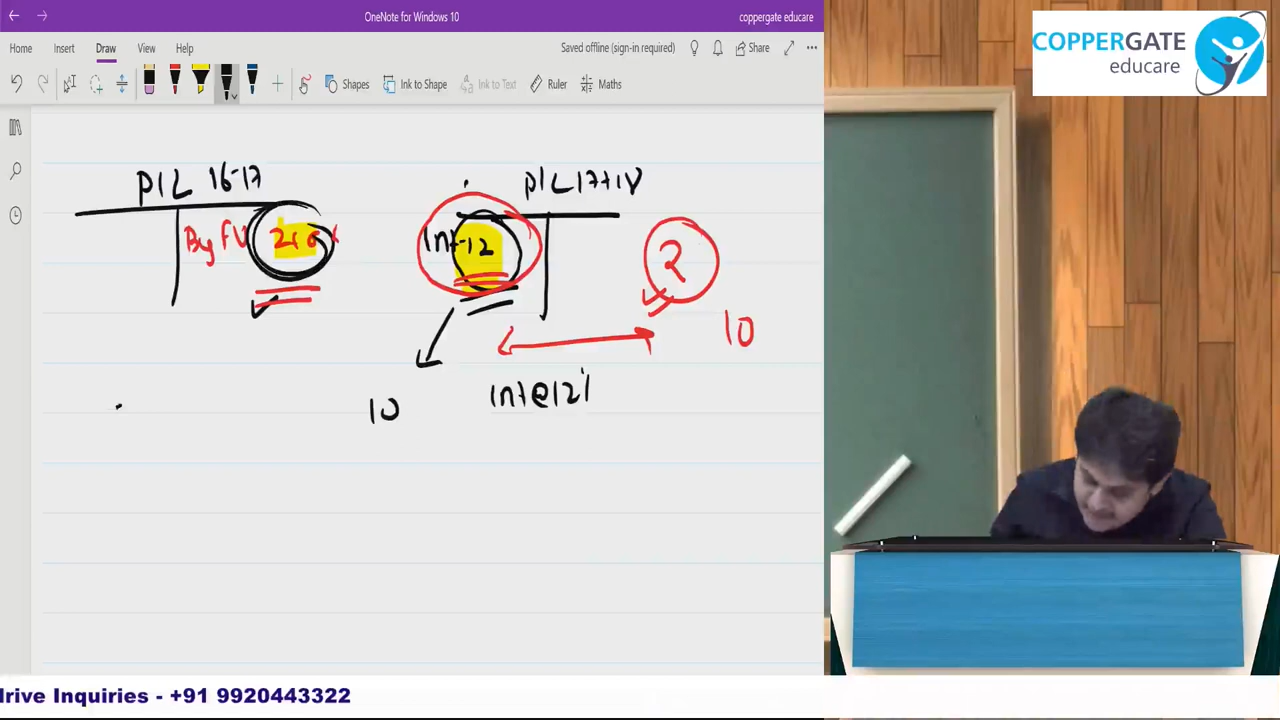 OneNote for Windows 10
coppergate educare
Home Insert Draw View Help
Saved offline (sign-in required)
Share
Shapes
Ink to Shape
Ink to Text
Ruler
Maths
COPPERGATE
educare
P/L 16-17
P/L 17-18
By FV
Int-12
2
10
Int@12%
10
drive Inquiries - +91 9920443322